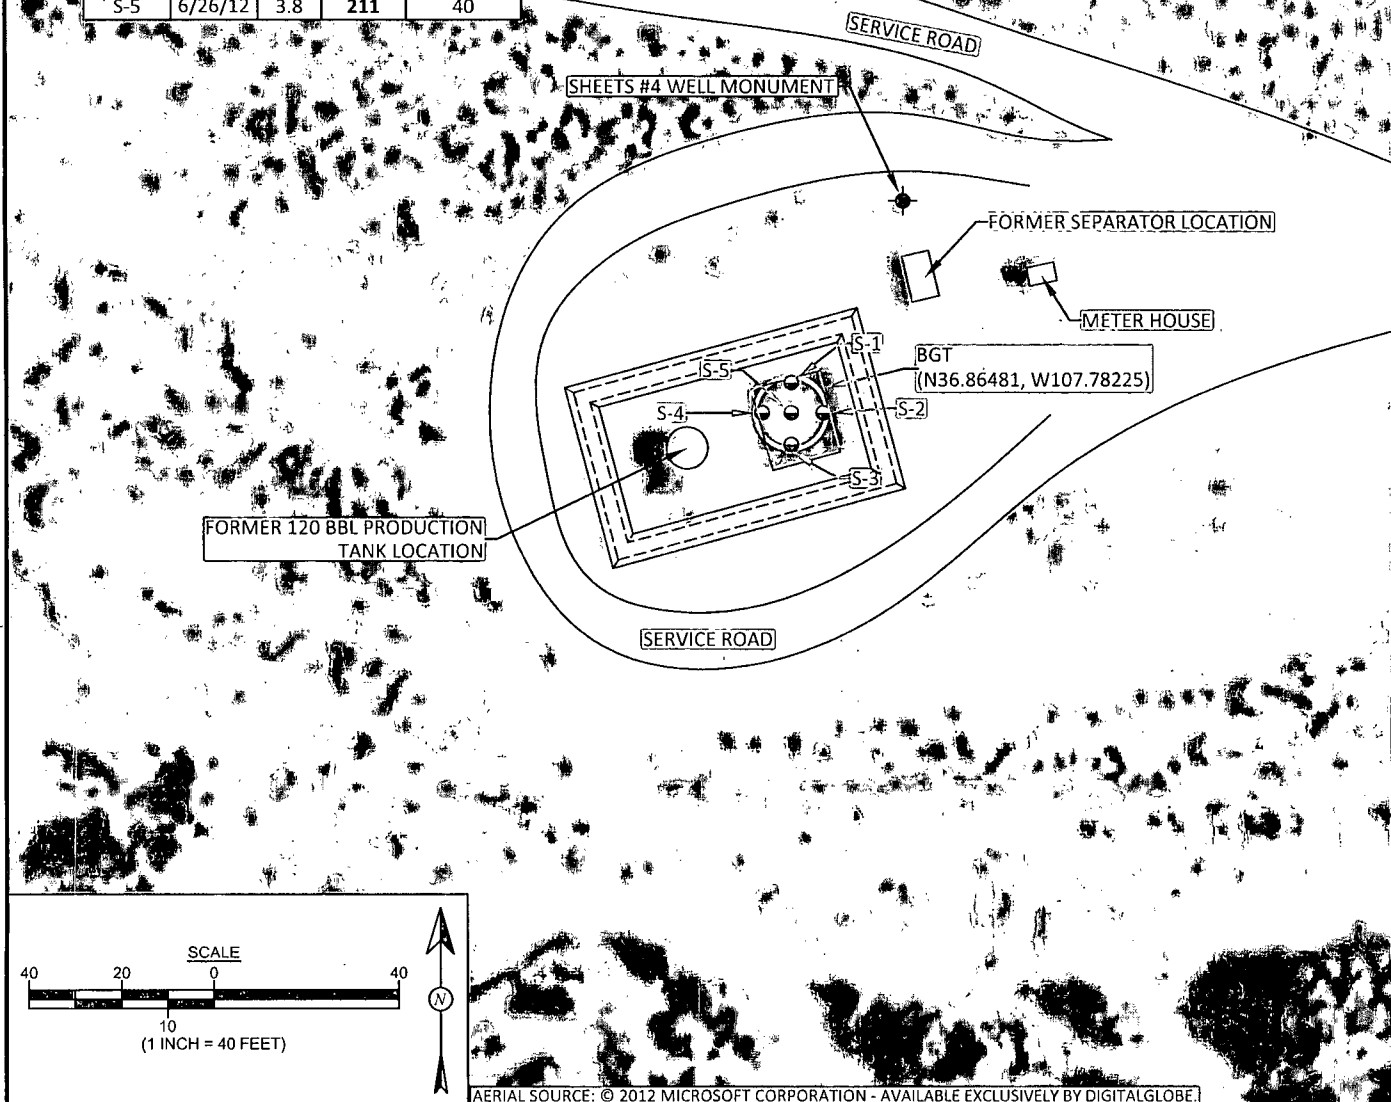 S-5 6/26/12 3.8 211 40
SERVICE ROAD
SHEETS #4 WELL MONUMENT
FORMER SEPARATOR LOCATION
METER HOUSE
S-1
BGT
(N36.86481, W107.78225)
S-5
S-4
S-2
S-3
FORMER 120 BBL PRODUCTION
TANK LOCATION
SERVICE ROAD
SCALE
40 20 0 40
10
(1 INCH = 40 FEET)
N
AERIAL SOURCE: © 2012 MICROSOFT CORPORATION - AVAILABLE EXCLUSIVELY BY DIGITALGLOBE.